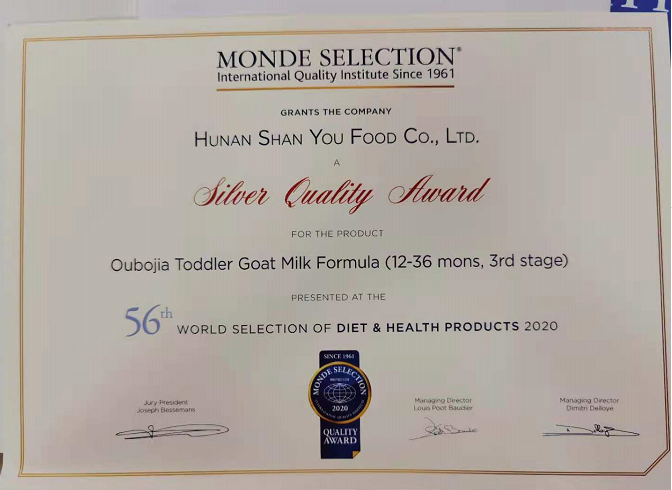 MONDE SELECTION®
International Quality Institute Since 1961
GRANTS THE COMPANY
HUNAN SHAN YOU FOOD CO., LTD.
A
Silver Quality Award
FOR THE PRODUCT
Oubojia Toddler Goat Milk Formula (12-36 mons, 3rd stage)
PRESENTED AT THE
56th WORLD SELECTION OF DIET & HEALTH PRODUCTS 2020
SINCE 1961
MONDE SELECTION
2020
QUALITY
AWARD
Jury President
Joseph Bessemans
Managing Director
Louis Poot Baudier
Managing Director
Dimitri Delloye